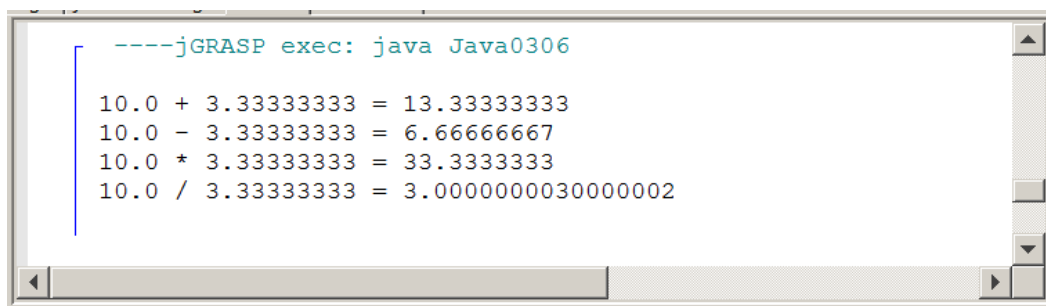 ----jGRASP exec: java Java0306
10.0 + 3.33333333 = 13.33333333
10.0 - 3.33333333 = 6.66666667
10.0 * 3.33333333 = 33.3333333
10.0 / 3.33333333 = 3.0000000030000002